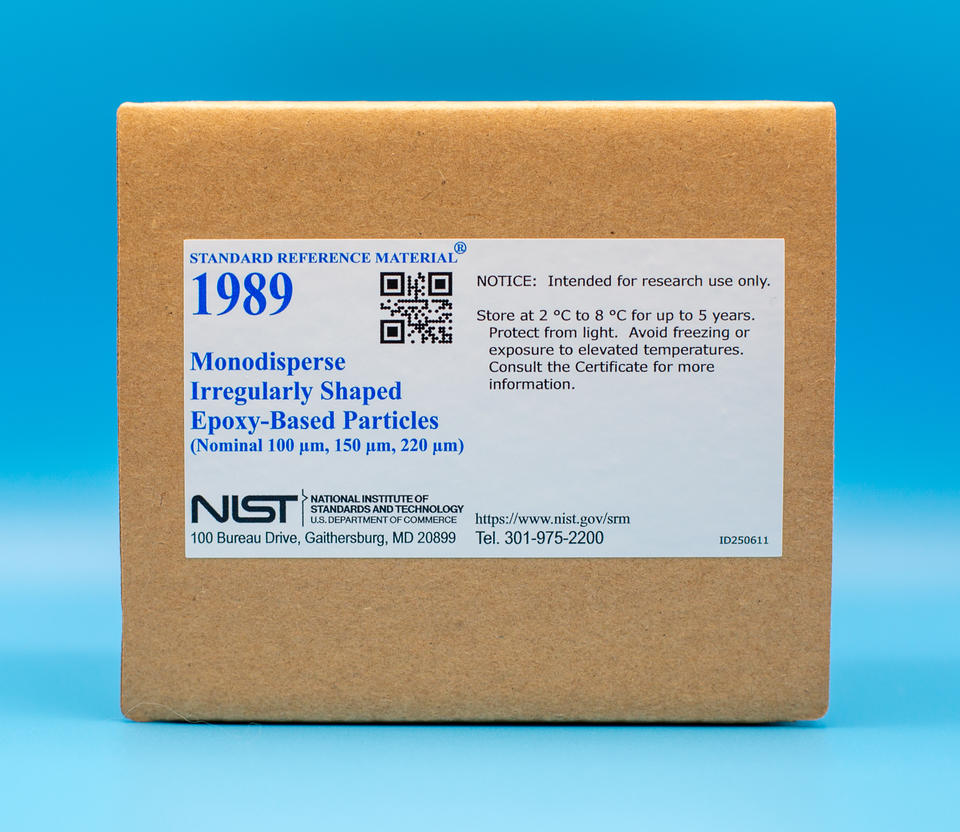 STANDARD REFERENCE MATERIAL®
1989
Monodisperse
Irregularly Shaped
Epoxy-Based Particles
(Nominal 100 µm, 150 µm, 220 µm)
NIST
NATIONAL INSTITUTE OF
STANDARDS AND TECHNOLOGY
U.S. DEPARTMENT OF COMMERCE
100 Bureau Drive, Gaithersburg, MD 20899
NOTICE: Intended for research use only.
Store at 2 °C to 8 °C for up to 5 years.
Protect from light. Avoid freezing or
exposure to elevated temperatures.
Consult the Certificate for more
information.
https://www.nist.gov/srm
Tel. 301-975-2200
ID250611